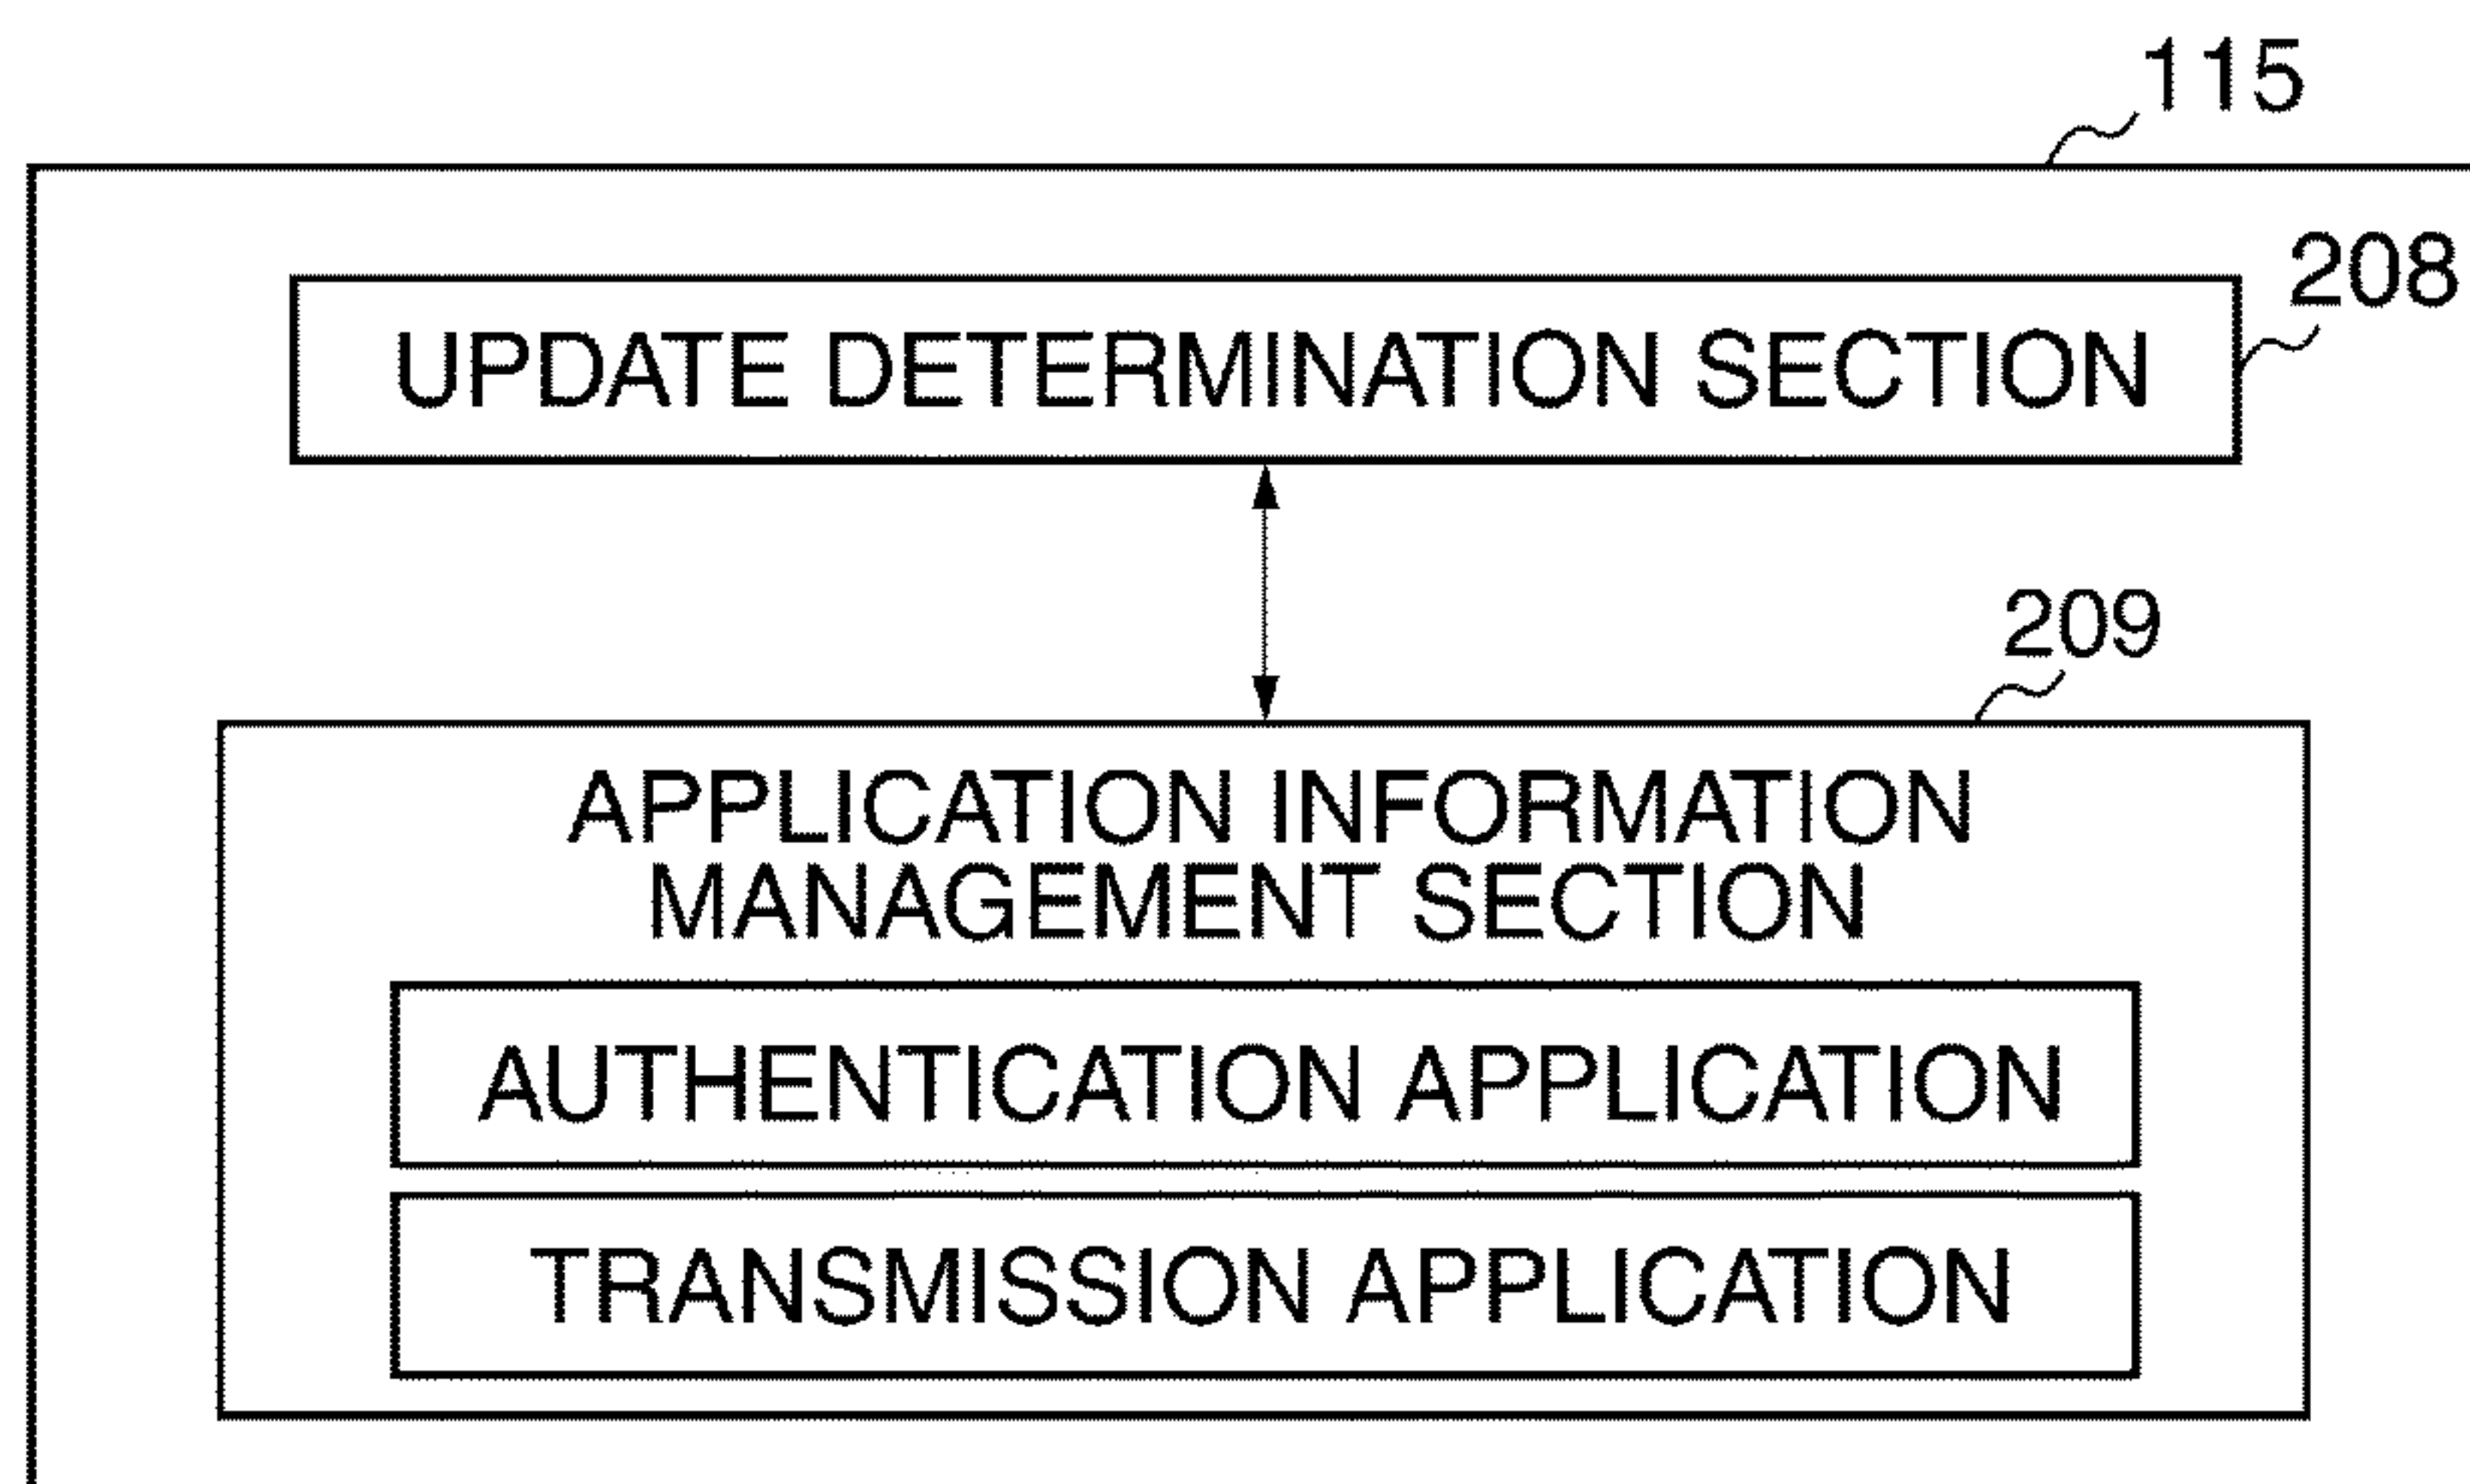 115
208
UPDATE DETERMINATION SECTION
209
APPLICATION INFORMATION
MANAGEMENT SECTION
AUTHENTICATION APPLICATION
TRANSMISSION APPLICATION